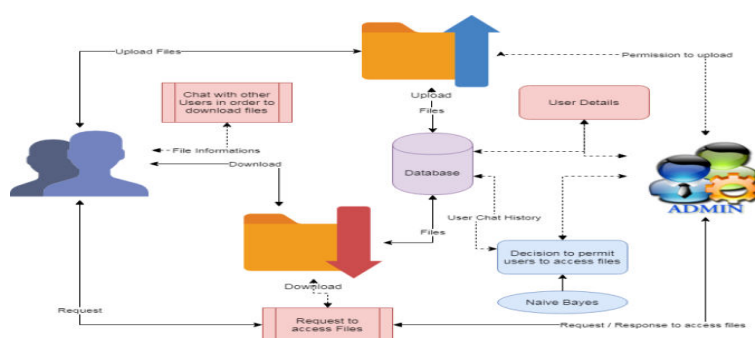 Upload Files
Permission to upload
Chat with other
Users in order to
download files
Upload
Files
User Details
File Informations
Download
Database
ADMIN
User Chat History
Files
Decision to permit
users to access files
Download
Naive Bayes
Request
Request to
access Files
Request / Response to access files